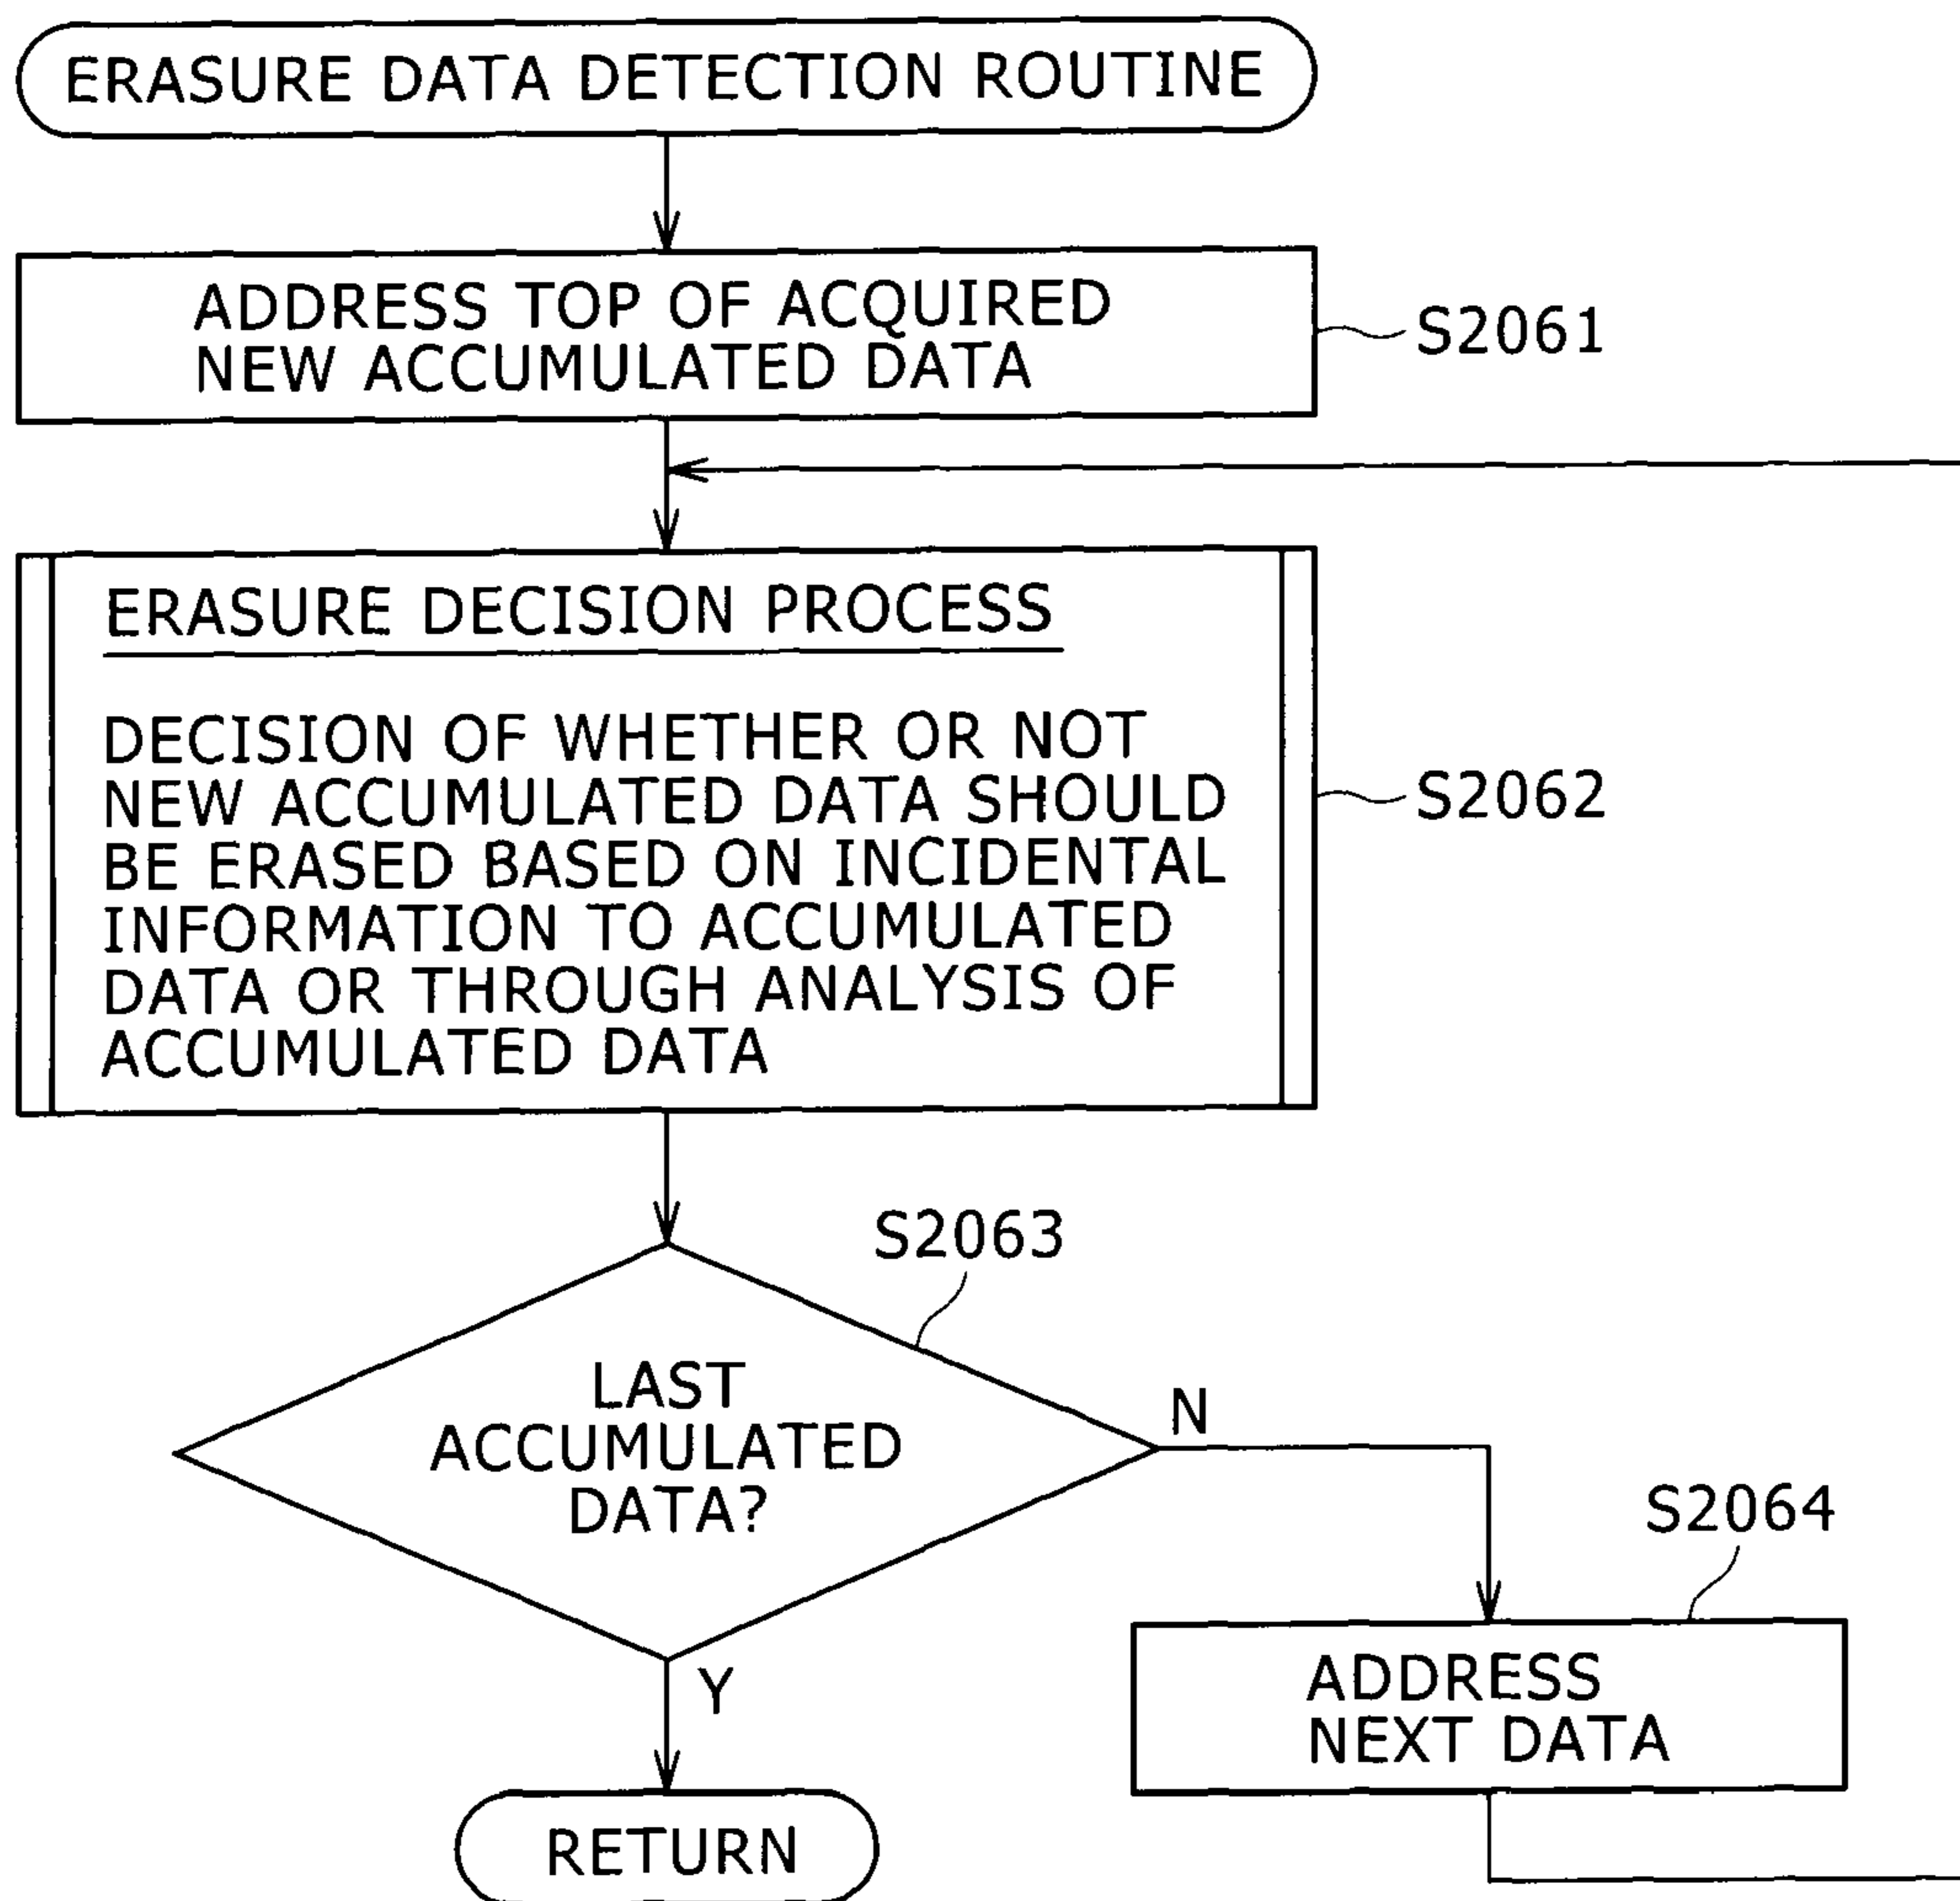 ERASURE DATA DETECTION ROUTINE
ADDRESS TOP OF ACQUIRED
NEW ACCUMULATED DATA
S2061
ERASURE DECISION PROCESS
DECISION OF WHETHER OR NOT
NEW ACCUMULATED DATA SHOULD
BE ERASED BASED ON INCIDENTAL
INFORMATION TO ACCUMULATED
DATA OR THROUGH ANALYSIS OF
ACCUMULATED DATA
S2062
S2063
LAST
ACCUMULATED
DATA?
N
S2064
ADDRESS
NEXT DATA
Y
RETURN